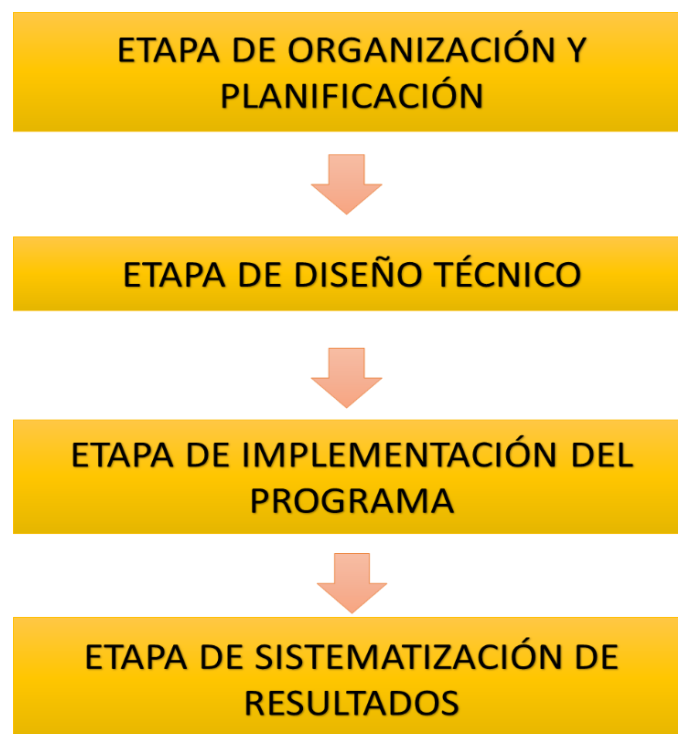 ETAPA DE ORGANIZACIÓN Y
PLANIFICACIÓN
ETAPA DE DISEÑO TÉCNICO
ETAPA DE IMPLEMENTACIÓN DEL
PROGRAMA
ETAPA DE SISTEMATIZACIÓN DE
RESULTADOS